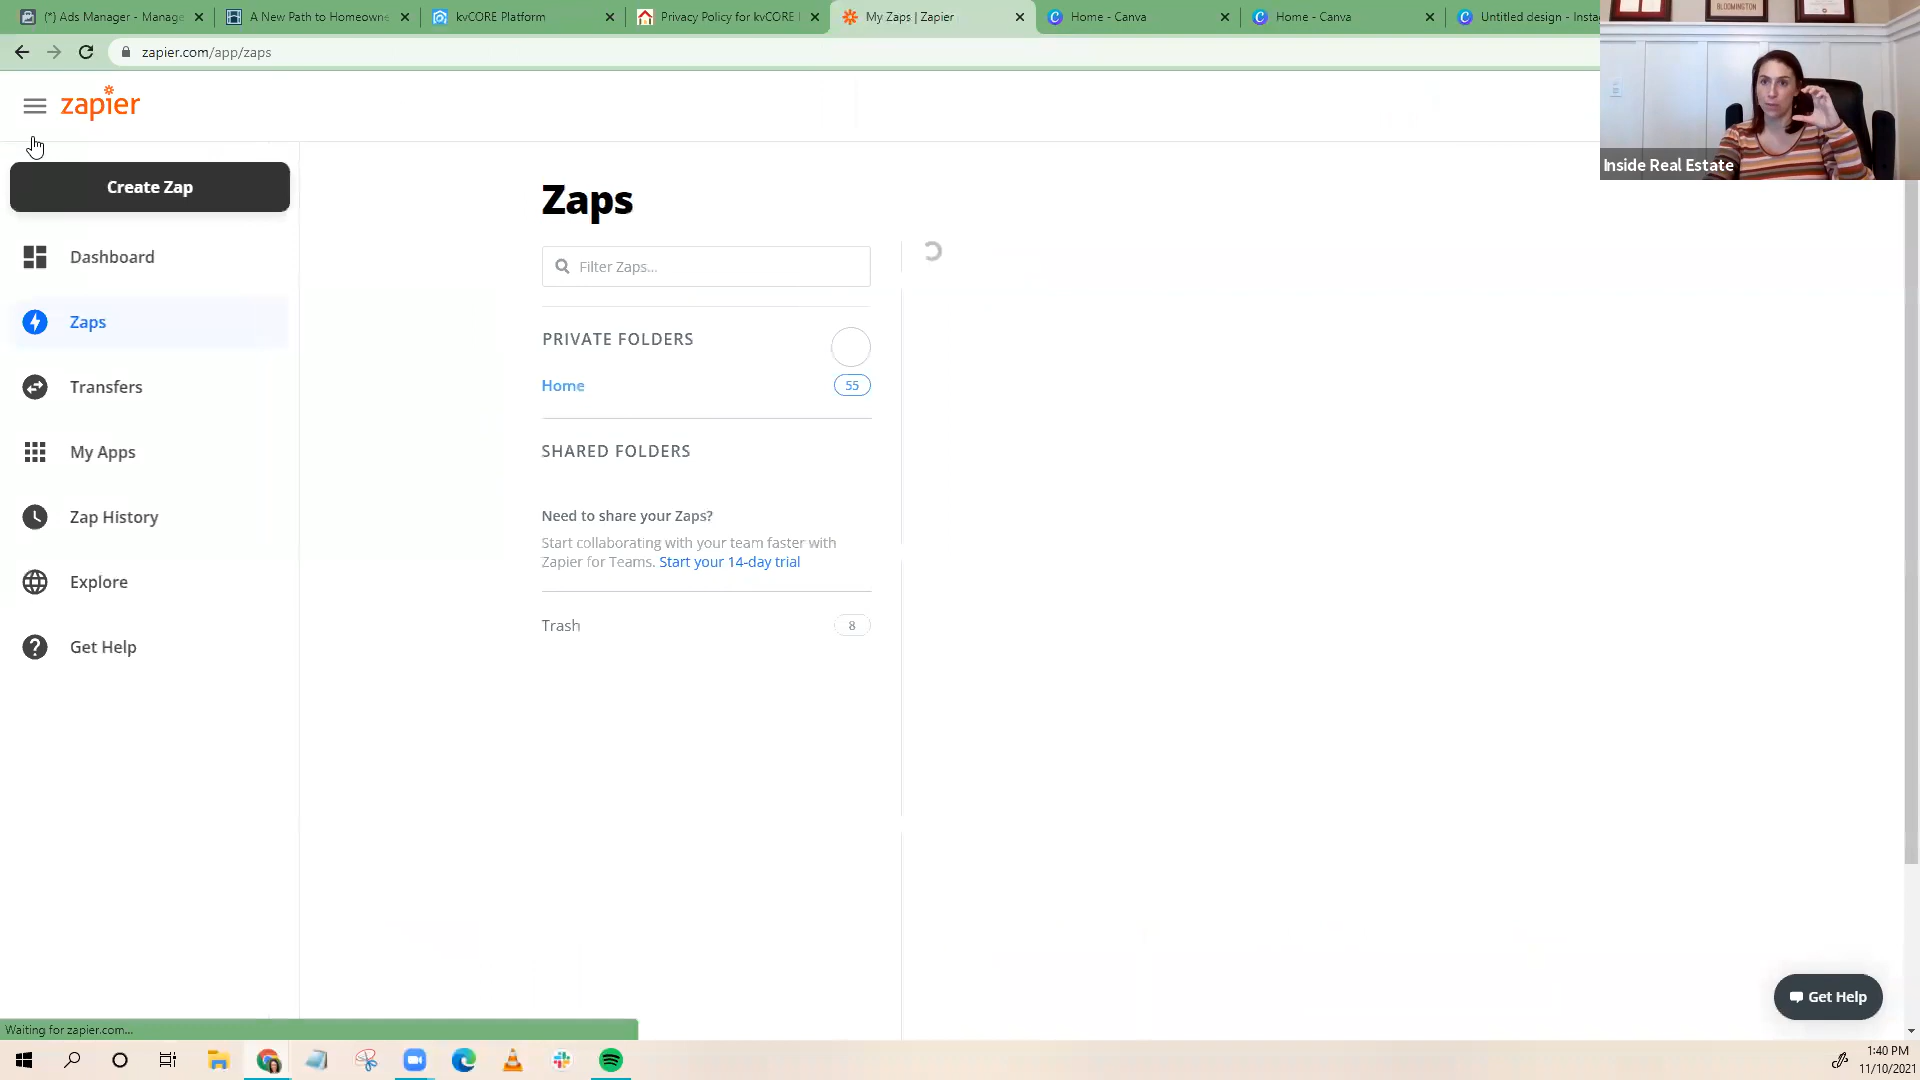 (*) Ads Manager - Manage
A New Path to Homeowne
kvCORE Platform
Privacy Policy for kvCORE
My Zaps | Zapier
Home - Canva
Home - Canva
Untitled design - Insta
BLOOMINGTON
zapier.com/app/zaps
zapier
Inside Real Estate
Create Zap
Dashboard
Zaps
Transfers
My Apps
Zap History
Explore
Get Help
Zaps
Filter Zaps...
PRIVATE FOLDERS
Home 55
SHARED FOLDERS
Need to share your Zaps?
Start collaborating with your team faster with
Zapier for Teams. Start your 14-day trial
Trash 8
Get Help
Waiting for zapier.com...
1:40 PM
11/10/2021